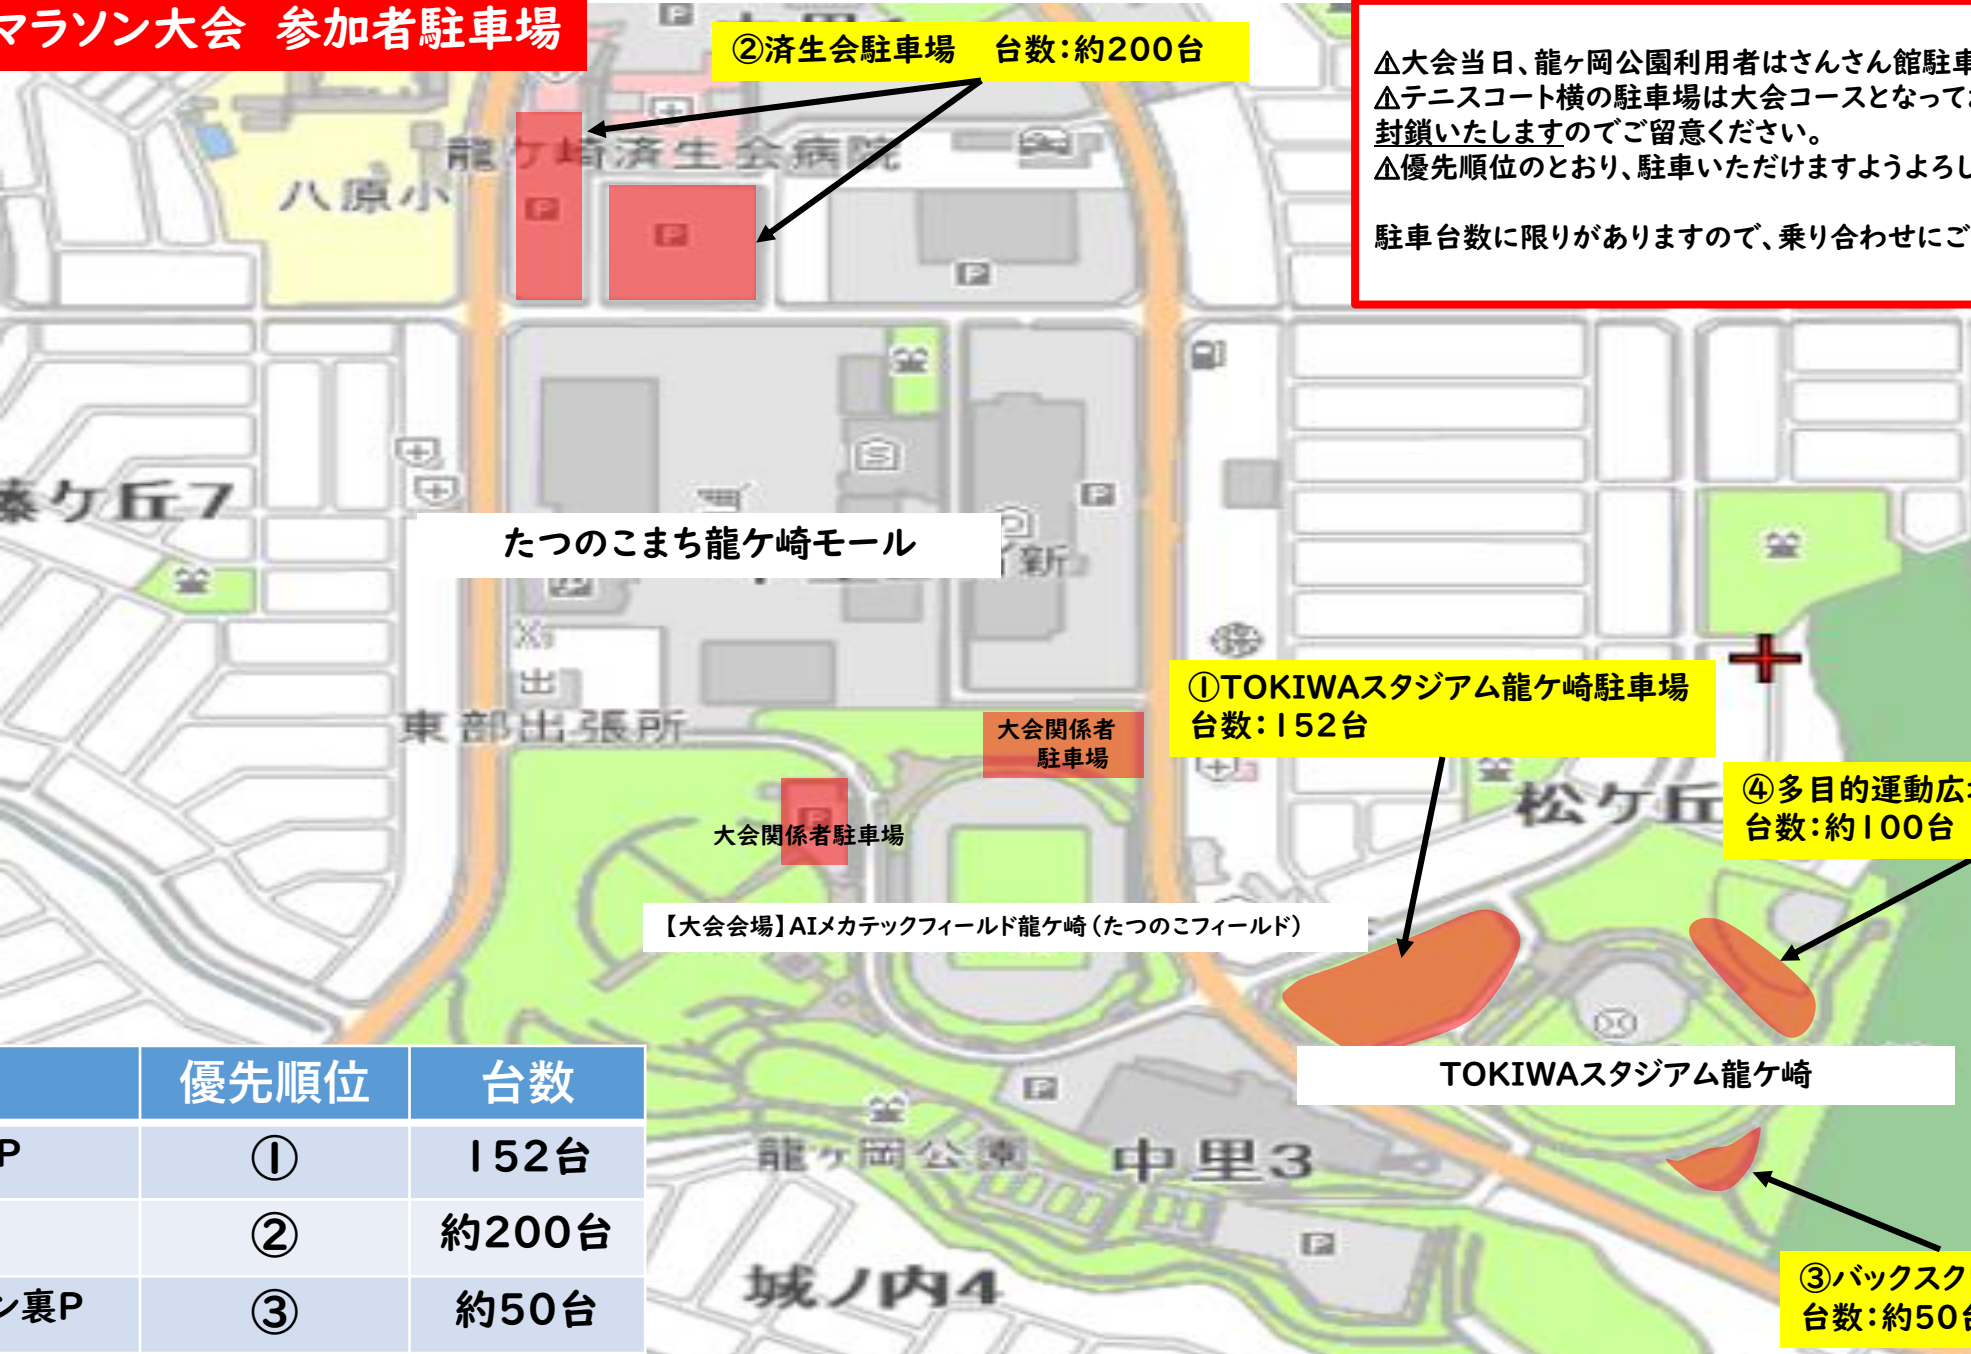 マラソン大会 参加者駐車場
②済生会駐車場 台数：約200台
⚠大会当日、龍ヶ岡公園利用者はさんさん館駐車
⚠テニスコート横の駐車場は大会コースとなって
封鎖いたしますのでご留意ください。
⚠優先順位のとおり、駐車いただけますようよろし
駐車台数に限りがありますので、乗り合わせにご
龍ケ崎済生会病院
八原小
ケ丘7
たつのこまち龍ケ崎モール
新
出
東部出張所
大会関係者
駐車場
大会関係者駐車場
①TOKIWAスタジアム龍ケ崎駐車場
台数：152台
松ケ丘
④多目的運動広
台数：約100台
【大会会場】AIメカテックフィールド龍ケ崎（たつのこフィールド）
TOKIWAスタジアム龍ケ崎
龍ヶ岡公園
中里3
城ノ内4
③バックスク
台数：約50台
優先順位 台数
P ① 152台
② 約200台
ン裏P ③ 約50台